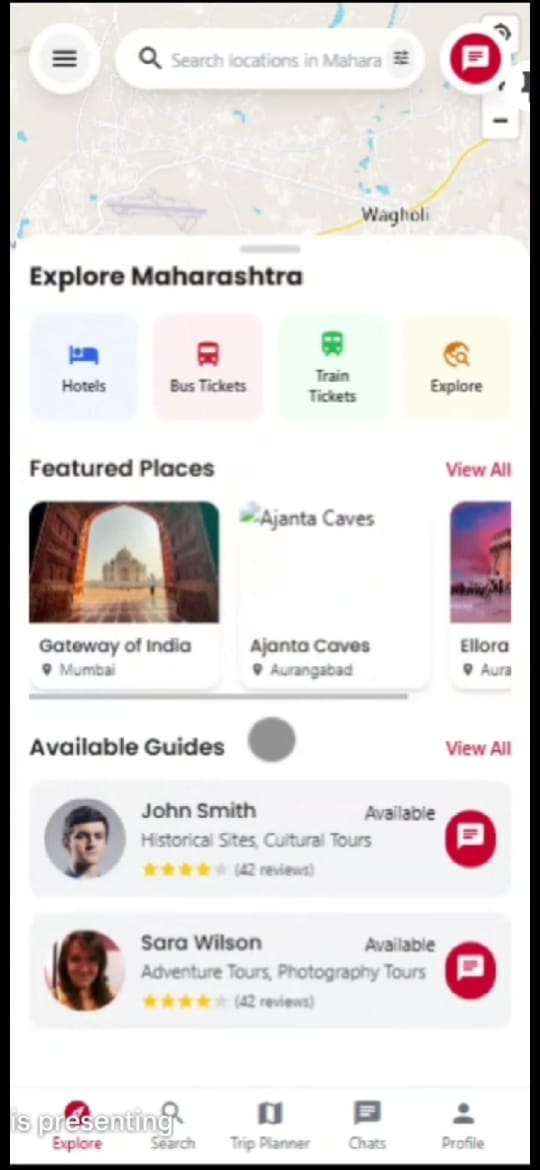 Search locations in Mahara
Wagholi
Explore Maharashtra
Hotels
Bus Tickets
Train
Tickets
Explore
Featured Places
View All
Ajanta Caves
Gateway of India
Mumbai
Ajanta Caves
Aurangabad
Ellora
Aura
Available Guides
View All
John Smith
Available
Historical Sites, Cultural Tours
(42 reviews)
Sara Wilson
Available
Adventure Tours, Photography Tours
(42 reviews)
is presenting
Explore
Search
Trip Planner
Chats
Profile